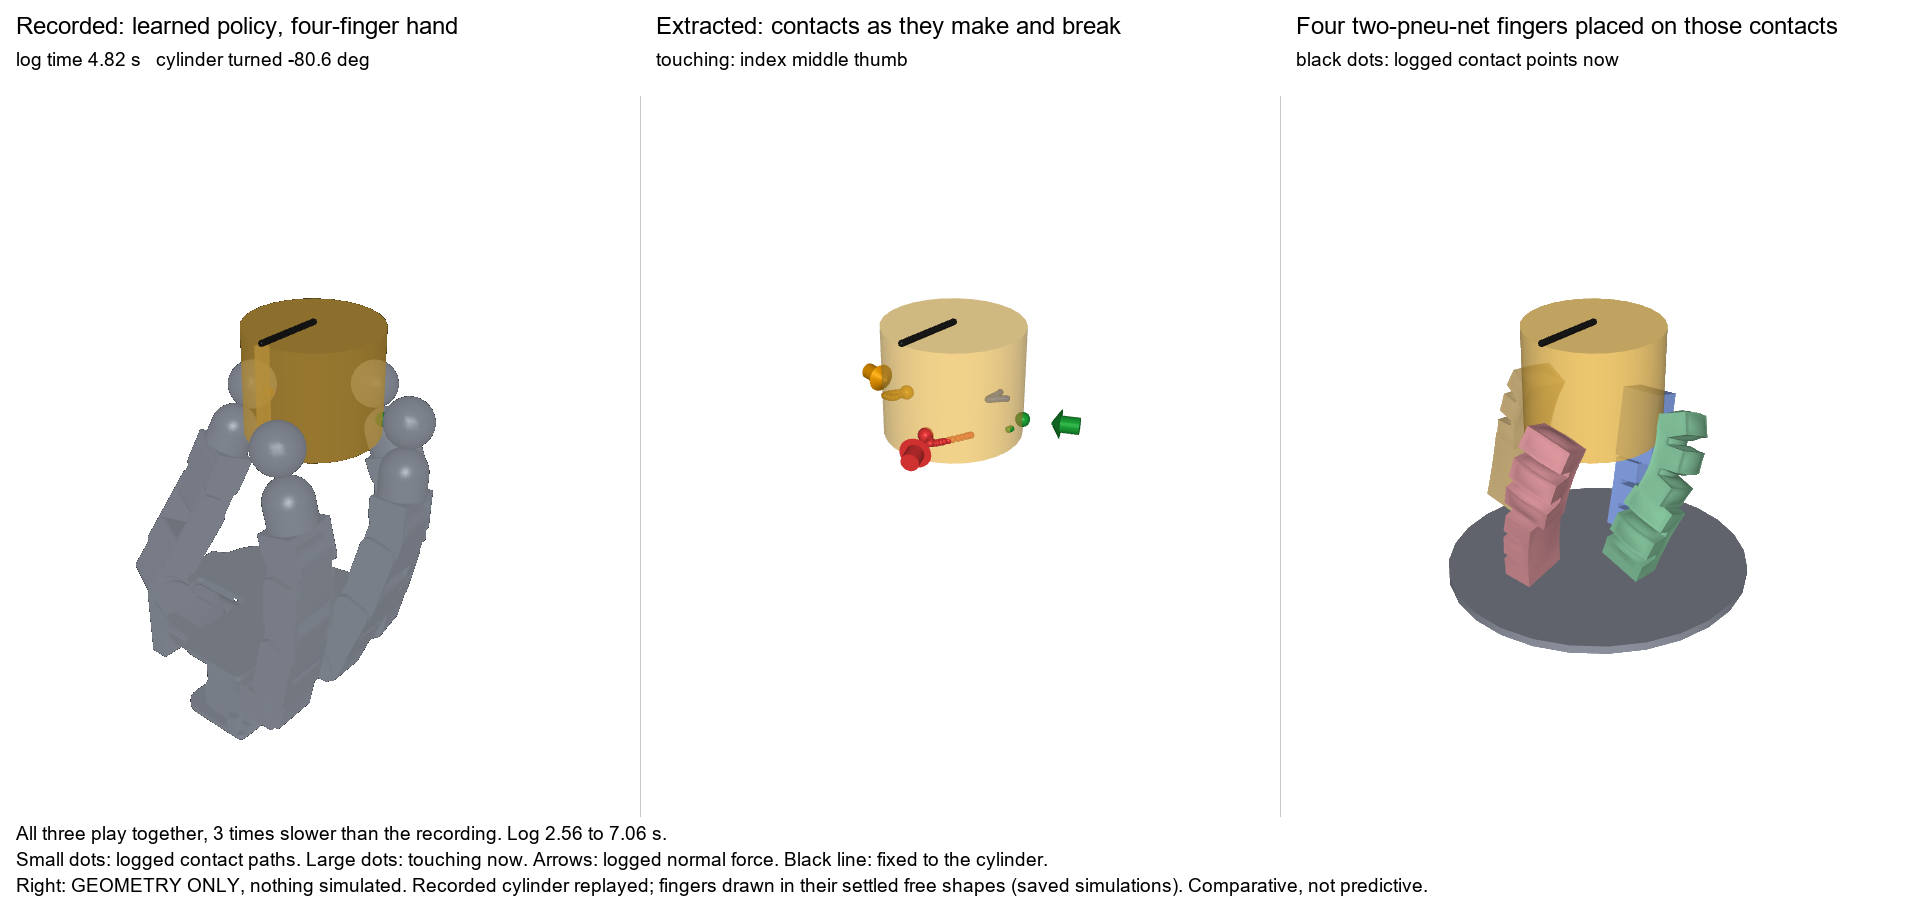 Recorded: learned policy, four-finger hand
log time 4.82 s   cylinder turned -80.6 deg
Extracted: contacts as they make and break
touching: index middle thumb
Four two-pneu-net fingers placed on those contacts
black dots: logged contact points now
All three play together, 3 times slower than the recording. Log 2.56 to 7.06 s.
Small dots: logged contact paths. Large dots: touching now. Arrows: logged normal force. Black line: fixed to the cylinder.
Right: GEOMETRY ONLY, nothing simulated. Recorded cylinder replayed; fingers drawn in their settled free shapes (saved simulations). Comparative, not predictive.